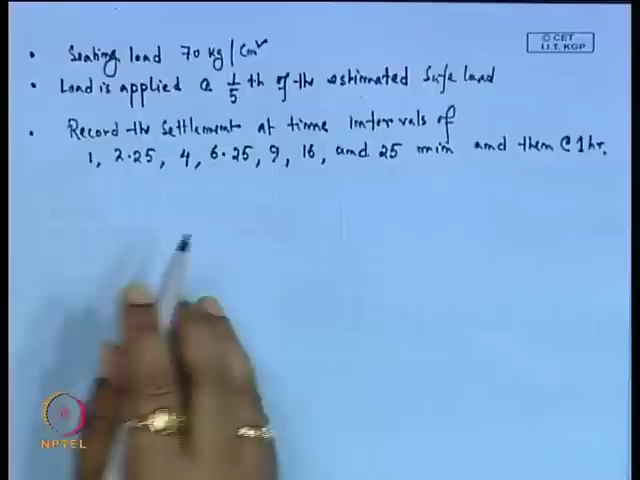 © CET
I.I.T. KGP
• Seating load 70 kg/cm²
• Load is applied @ 1/5 th of the estimated safe load
• Record the settlement at time intervals of
1, 2.25, 4, 6.25, 9, 16, and 25 min and then @ 1 hr.
NPTEL